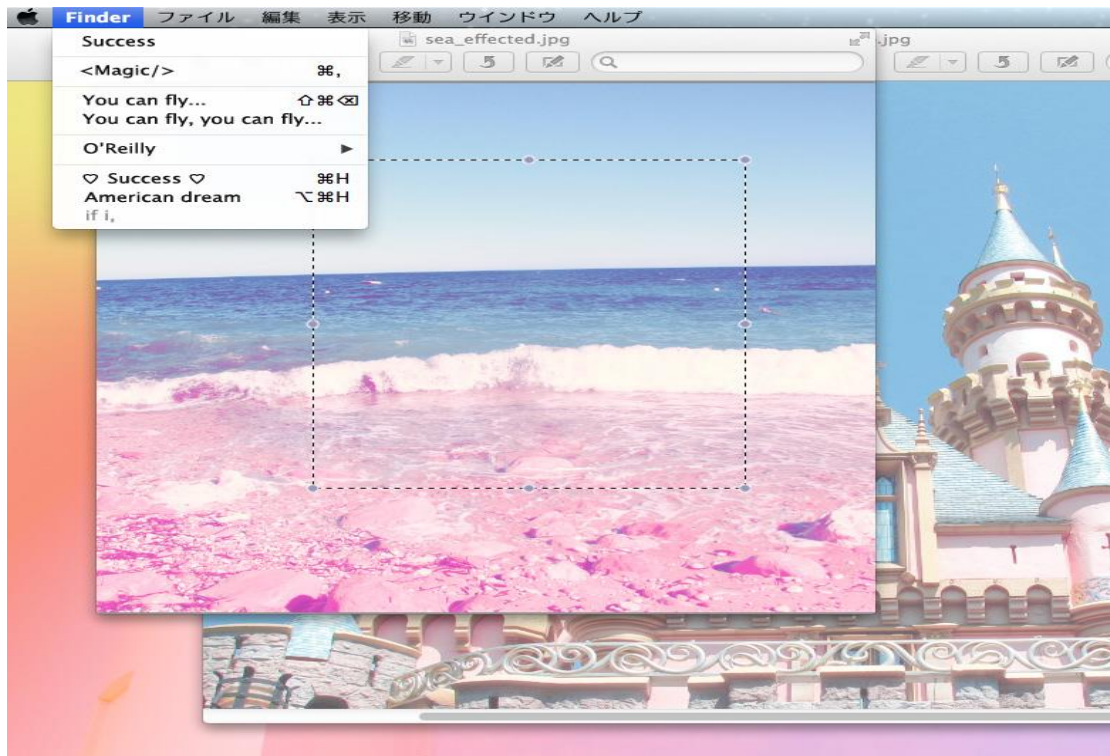 Finder ファイル 編集 表示 移動 ウインドウ ヘルプ
sea_effected.jpg
.jpg
Success
<Magic/> ⌘,
You can fly... ⇧⌘⌫
You can fly, you can fly...
O'Reilly ▶
♡ Success ♡ ⌘H
American dream ⌥⌘H
if i,